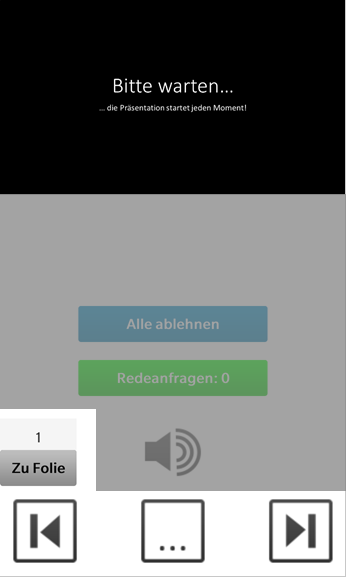 Bitte warten...
... die Präsentation startet jeden Moment!
Alle ablehnen
Redeanfragen: 0
1
Zu Folie
...